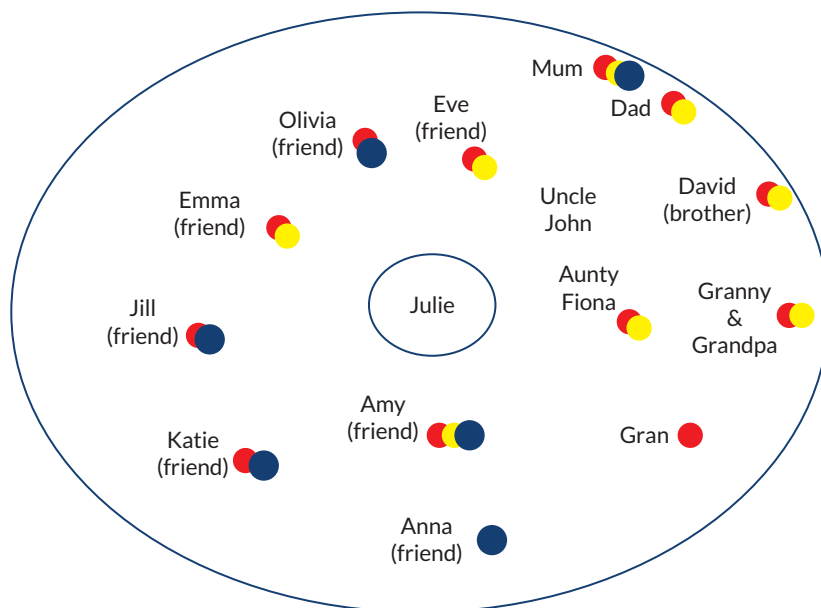 Mum
Dad
Eve
(friend)
Olivia
(friend)
David
(brother)
Uncle
John
Emma
(friend)
Aunty
Fiona
Granny
&
Grandpa
Julie
Jill
(friend)
Amy
(friend)
Gran
Katie
(friend)
Anna
(friend)